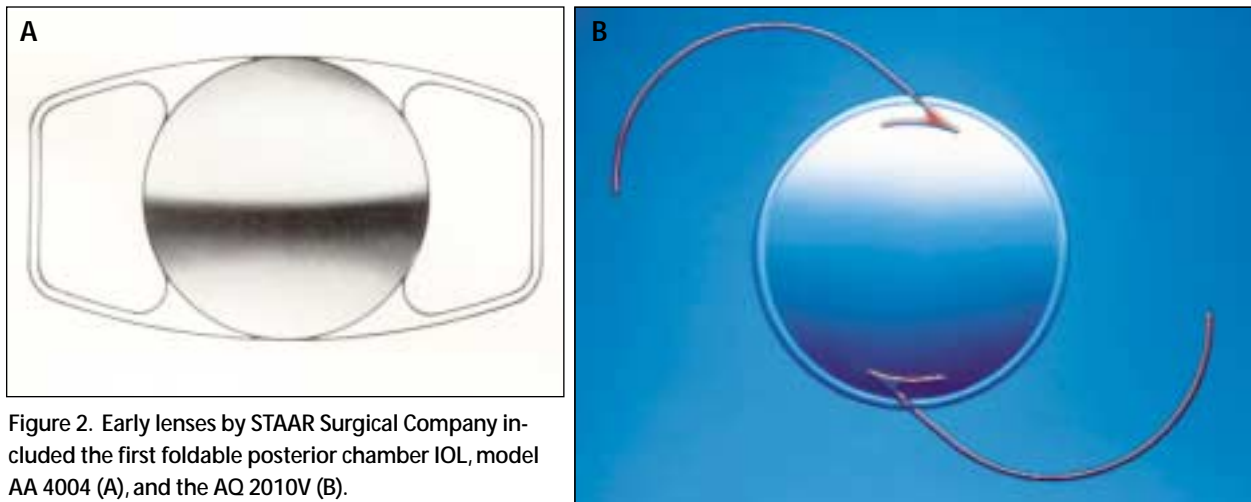 A
B
Figure 2. Early lenses by STAAR Surgical Company in-
cluded the first foldable posterior chamber IOL, model
AA 4004 (A), and the AQ 2010V (B).